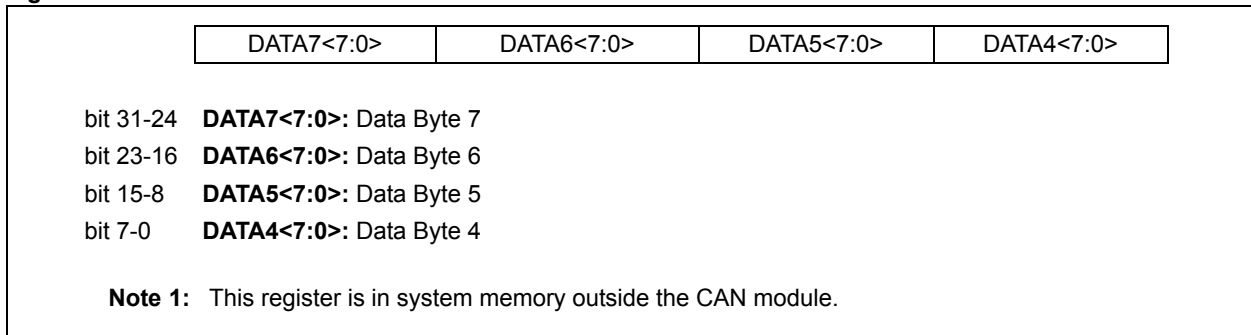 DATA7<7:0> DATA6<7:0> DATA5<7:0> DATA4<7:0>
bit 31-24 DATA7<7:0>: Data Byte 7
bit 23-16 DATA6<7:0>: Data Byte 6
bit 15-8 DATA5<7:0>: Data Byte 5
bit 7-0 DATA4<7:0>: Data Byte 4
Note 1: This register is in system memory outside the CAN module.